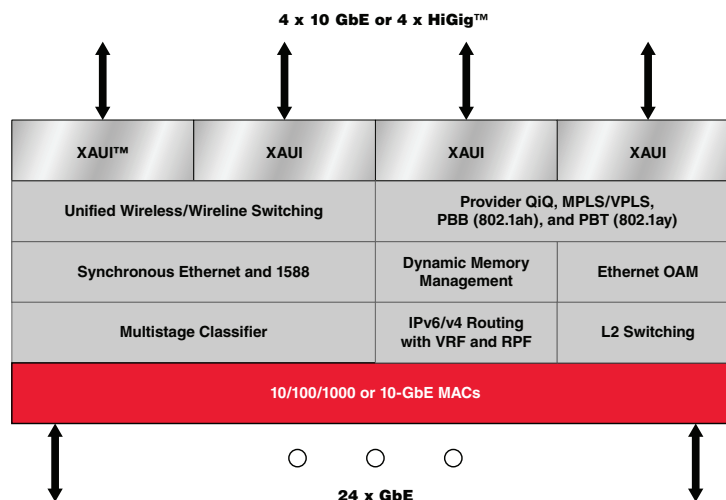 4 x 10 GbE or 4 x HiGig™
XAUI™
XAUI
XAUI
XAUI
Unified Wireless/Wireline Switching
Provider QiQ, MPLS/VPLS,
PBB (802.1ah), and PBT (802.1ay)
Synchronous Ethernet and 1588
Dynamic Memory
Management
Ethernet OAM
Multistage Classifier
IPv6/v4 Routing
with VRF and RPF
L2 Switching
10/100/1000 or 10-GbE MACs
24 x GbE